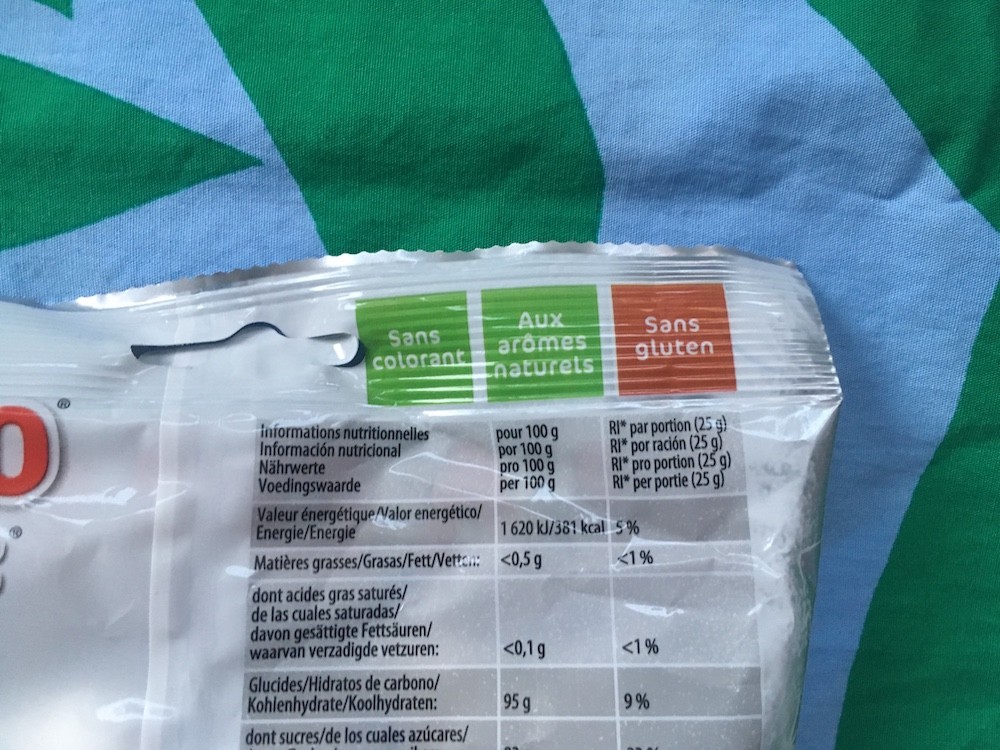 Sans
colorant
Aux
arômes
naturels
Sans
gluten
®
®
Informations nutritionnelles
Información nutricional
Nährwerte
Voedingswaarde
pour 100 g
por 100 g
pro 100 g
per 100 g
RI* par portion (25 g)
RI* por ración (25 g)
RI* pro portion (25 g)
RI* per portie (25 g)
Valeur énergétique/Valor energético/
Energie/Energie 1 620 kJ/381 kcal 5 %
Matières grasses/Grasas/Fett/Vetten: <0,5 g <1 %
dont acides gras saturés/
de las cuales saturadas/
davon gesättigte Fettsäuren/
waarvan verzadigde vetzuren: <0,1 g <1 %
Glucides/Hidratos de carbono/
Kohlenhydrate/Koolhydraten: 95 g 9 %
dont sucres/de los cuales azúcares/